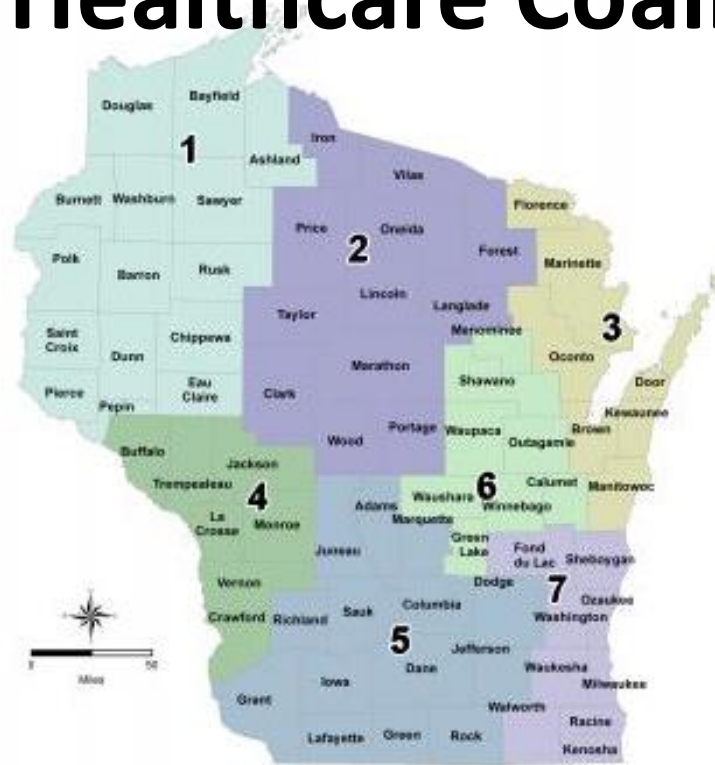 Healthcare Coali
Douglas
Bayfield
Iron
1
Ashland
Vilas
Burnett Washburn Sawyer
Florence
Price
Oneida
2
Forest
Polk
Barron
Rusk
Marinette
Lincoln
Langlade
Taylor
3
Menominee
Saint
Croix
Chippewa
Dunn
Oconto
Marathon
Shawano
Door
Pierce
Eau
Claire
Clark
Pepin
Kewaunee
Portage
Waupaca
Brown
Wood
Outagamie
Buffalo
Jackson
Trempealeau
4
6
Calumet
Manitowoc
Waushara
Winnebago
Adams
Marquette
La
Crosse
Monroe
Green
Lake
Juneau
Fond
du Lac
Sheboygan
Vernon
Dodge
7
Ozaukee
Columbia
Sauk
Crawford
Richland
Washington
5
Jefferson
0
50
Miles
Dane
Waukesha
Iowa
Milwaukee
Grant
Walworth
Racine
Lafayette
Green
Rock
Kenosha